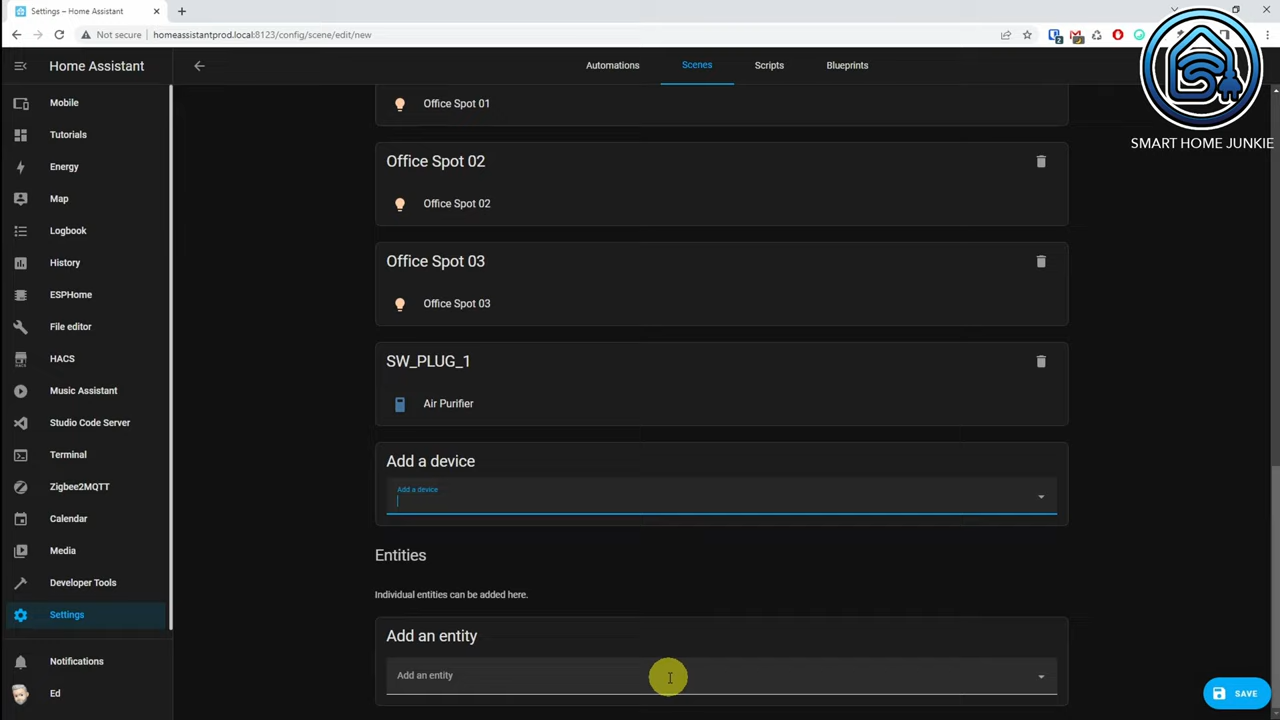 Settings – Home Assistant
Not secure
homeassistantprod.local:8123/config/scene/edit/new
Home Assistant
Automations
Scenes
Scripts
Blueprints
SMART HOME JUNKIE
Mobile
Tutorials
Energy
Map
Logbook
History
ESPHome
File editor
HACS
Music Assistant
Studio Code Server
Terminal
Zigbee2MQTT
Calendar
Media
Developer Tools
Settings
Notifications
Ed
Office Spot 01
Office Spot 02
Office Spot 02
Office Spot 03
Office Spot 03
SW_PLUG_1
Air Purifier
Add a device
Add a device
Entities
Individual entities can be added here.
Add an entity
Add an entity
SAVE